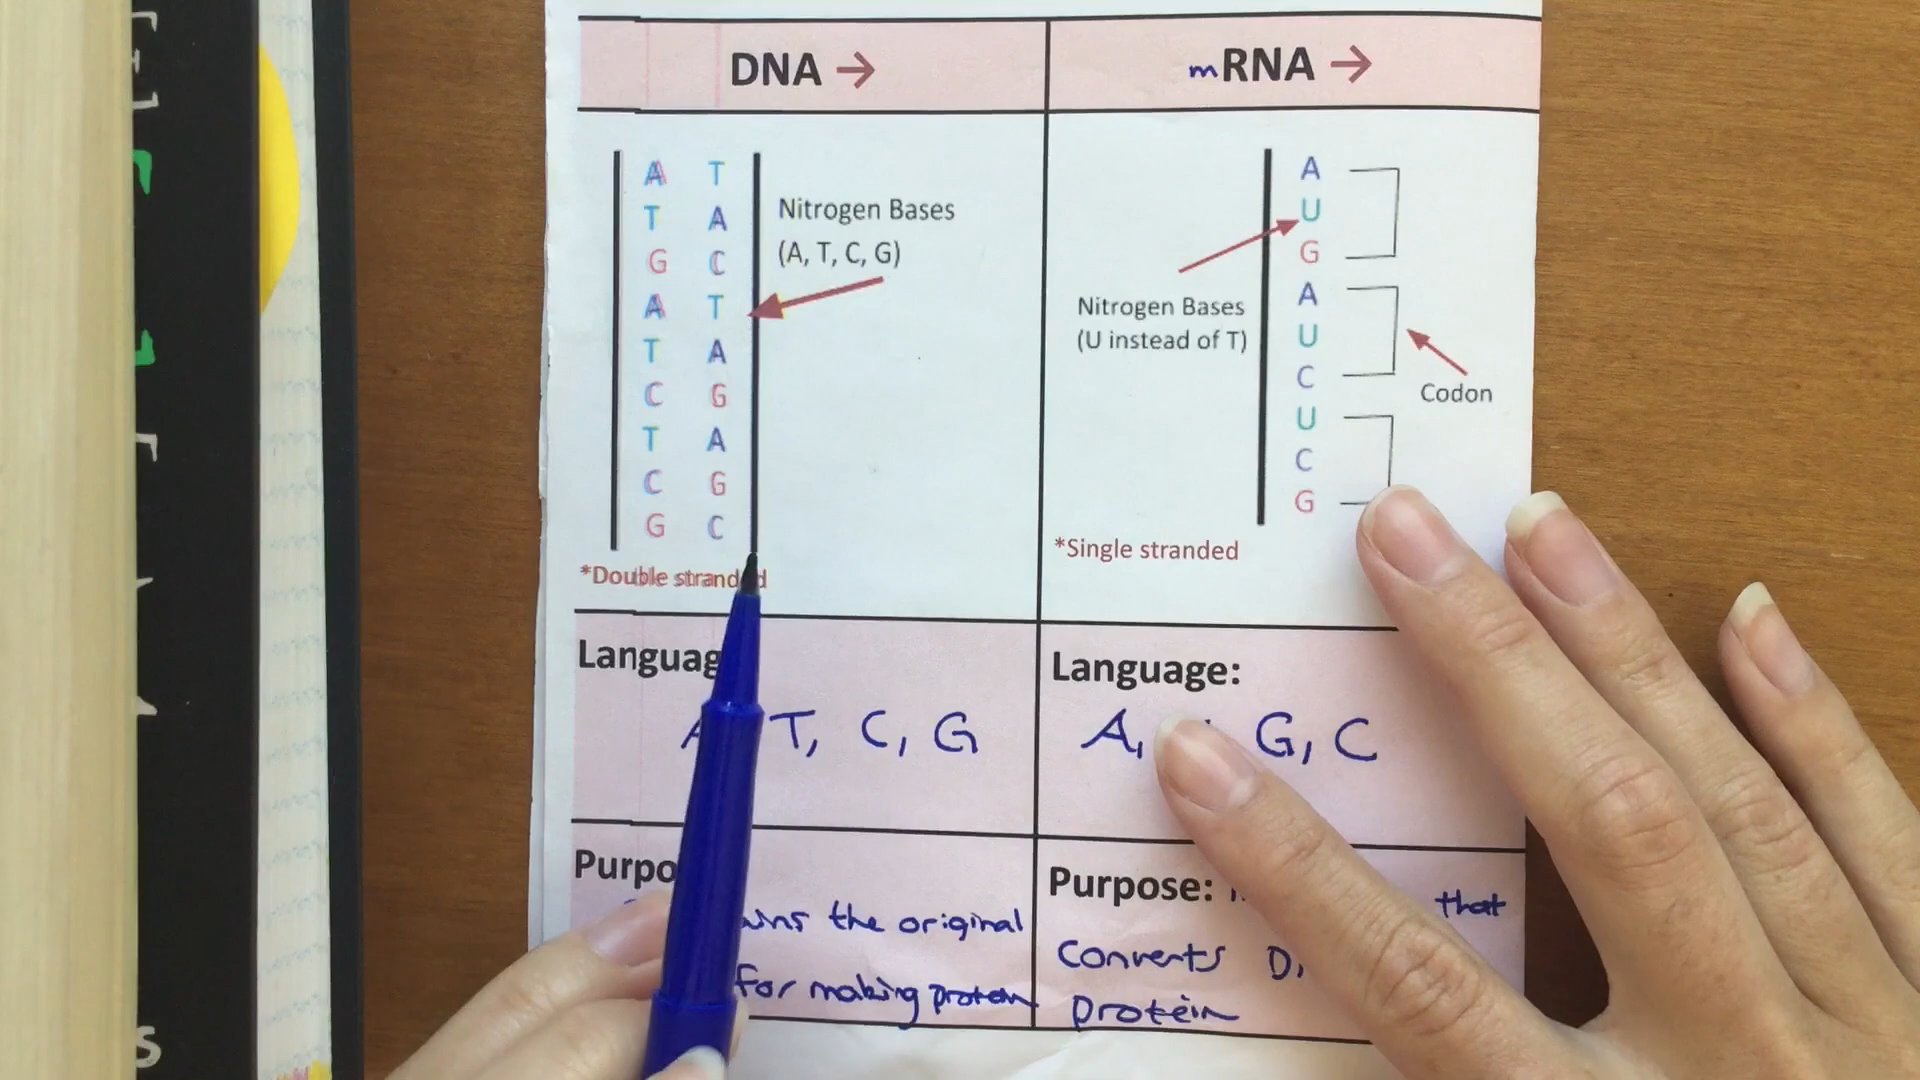 DNA →
mRNA →
A T
T A
G C
A T
T A
C G
T A
C G
G C
Nitrogen Bases
(A, T, C, G)
*Double stranded
A
U
G
A
U
C
U
C
G
Nitrogen Bases
(U instead of T)
Codon
*Single stranded
Languag
T, C, G
Language:
A, G, C
Purpo
the original
for making protein
Purpose: that
Converts
protein